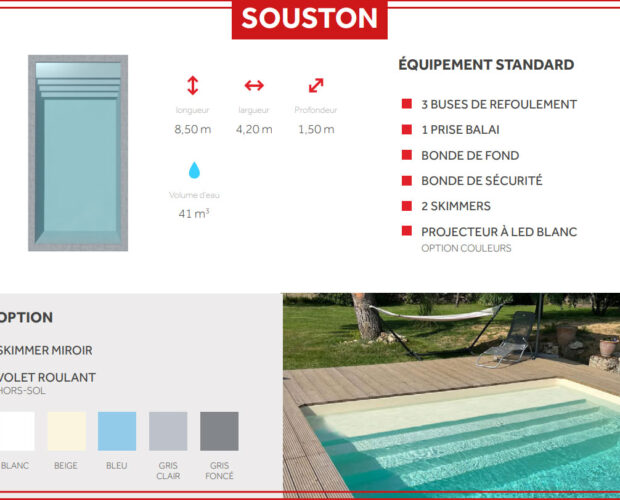 SOUSTON
longueur
8,50 m
largueur
4,20 m
Profondeur
1,50 m
Volume d'eau
41 m³
ÉQUIPEMENT STANDARD
3 BUSES DE REFOULEMENT
1 PRISE BALAI
BONDE DE FOND
BONDE DE SÉCURITÉ
2 SKIMMERS
PROJECTEUR À LED BLANC
OPTION COULEURS
OPTION
SKIMMER MIROIR
VOLET ROULANT
HORS-SOL
BLANC
BEIGE
BLEU
GRIS
CLAIR
GRIS
FONCÉ